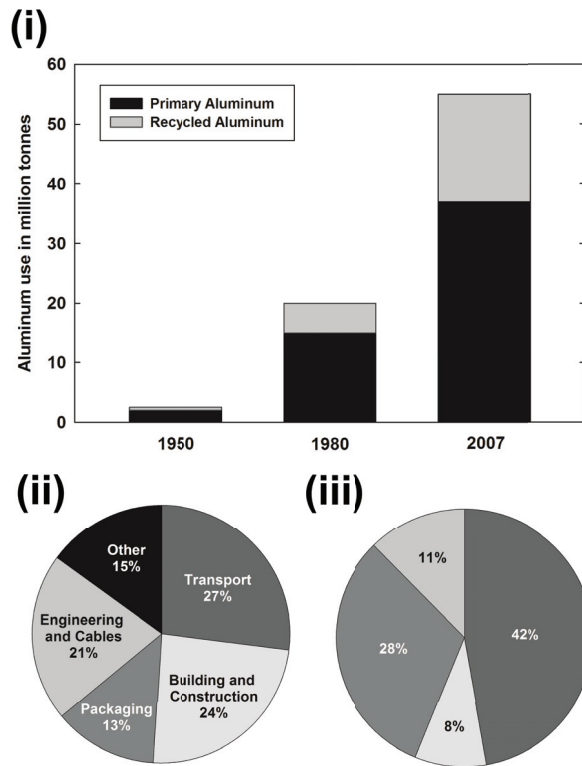 (i)
Aluminum use in million tonnes
60
50
40
30
20
10
0
Primary Aluminum
Recycled Aluminum
1950 1980 2007
(ii)
Other
15%
Transport
27%
Engineering
and Cables
21%
Building and
Construction
24%
Packaging
13%
(iii)
11%
42%
28%
8%